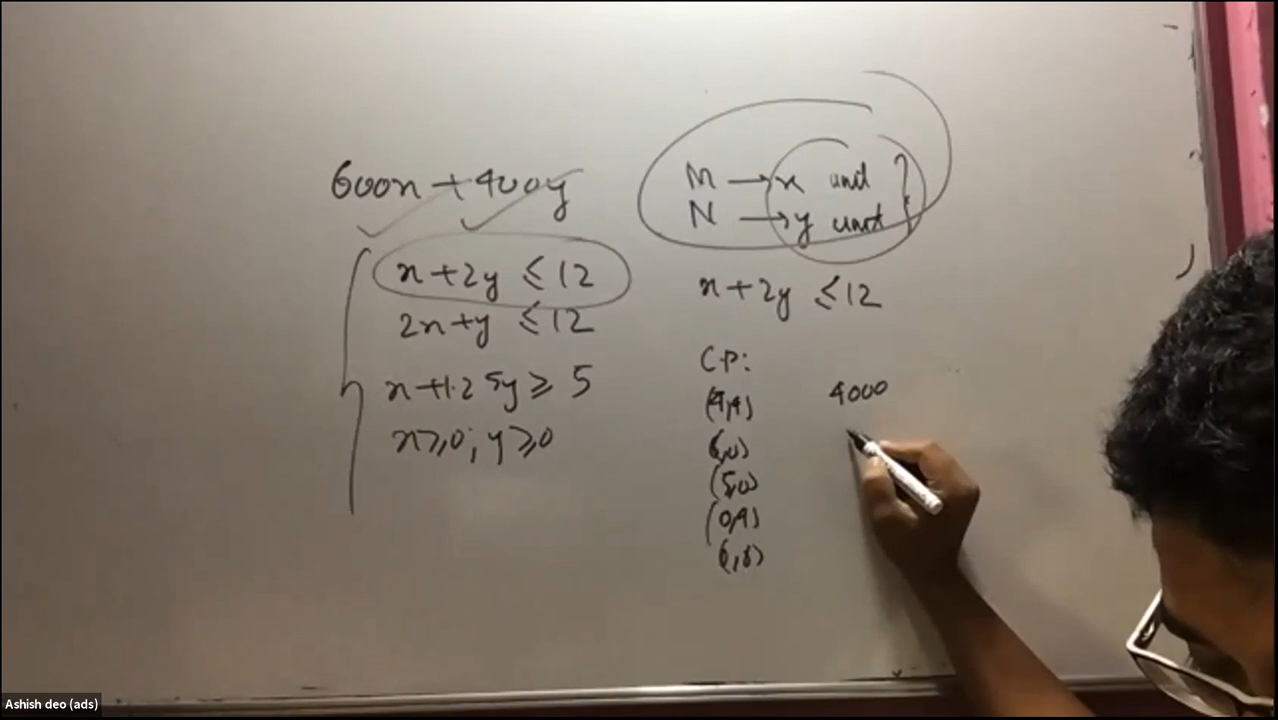 600x + 400y
x + 2y ≤ 12
2x + y ≤ 12
x + 1.25y ≥ 5
x ≥ 0 ; y ≥ 0
M → x unit
N → y unit
x + 2y ≤ 12
C.P:
(4,4) 4000
(6,0)
(5,0)
(0,4)
Ashish deo (ads)